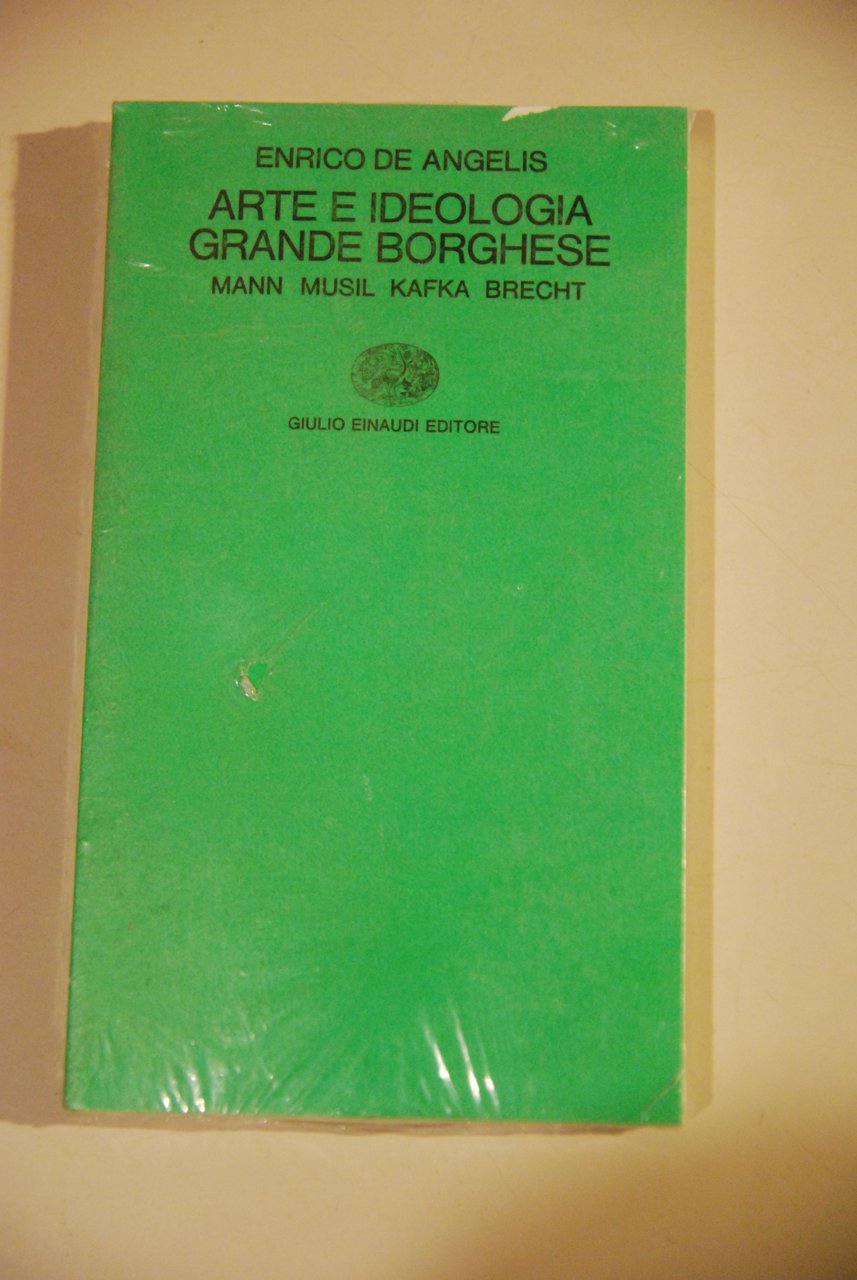 ENRICO DE ANGELIS
ARTE E IDEOLOGIA
GRANDE BORGHESE
MANN MUSIL KAFKA BRECHT
GIULIO EINAUDI EDITORE